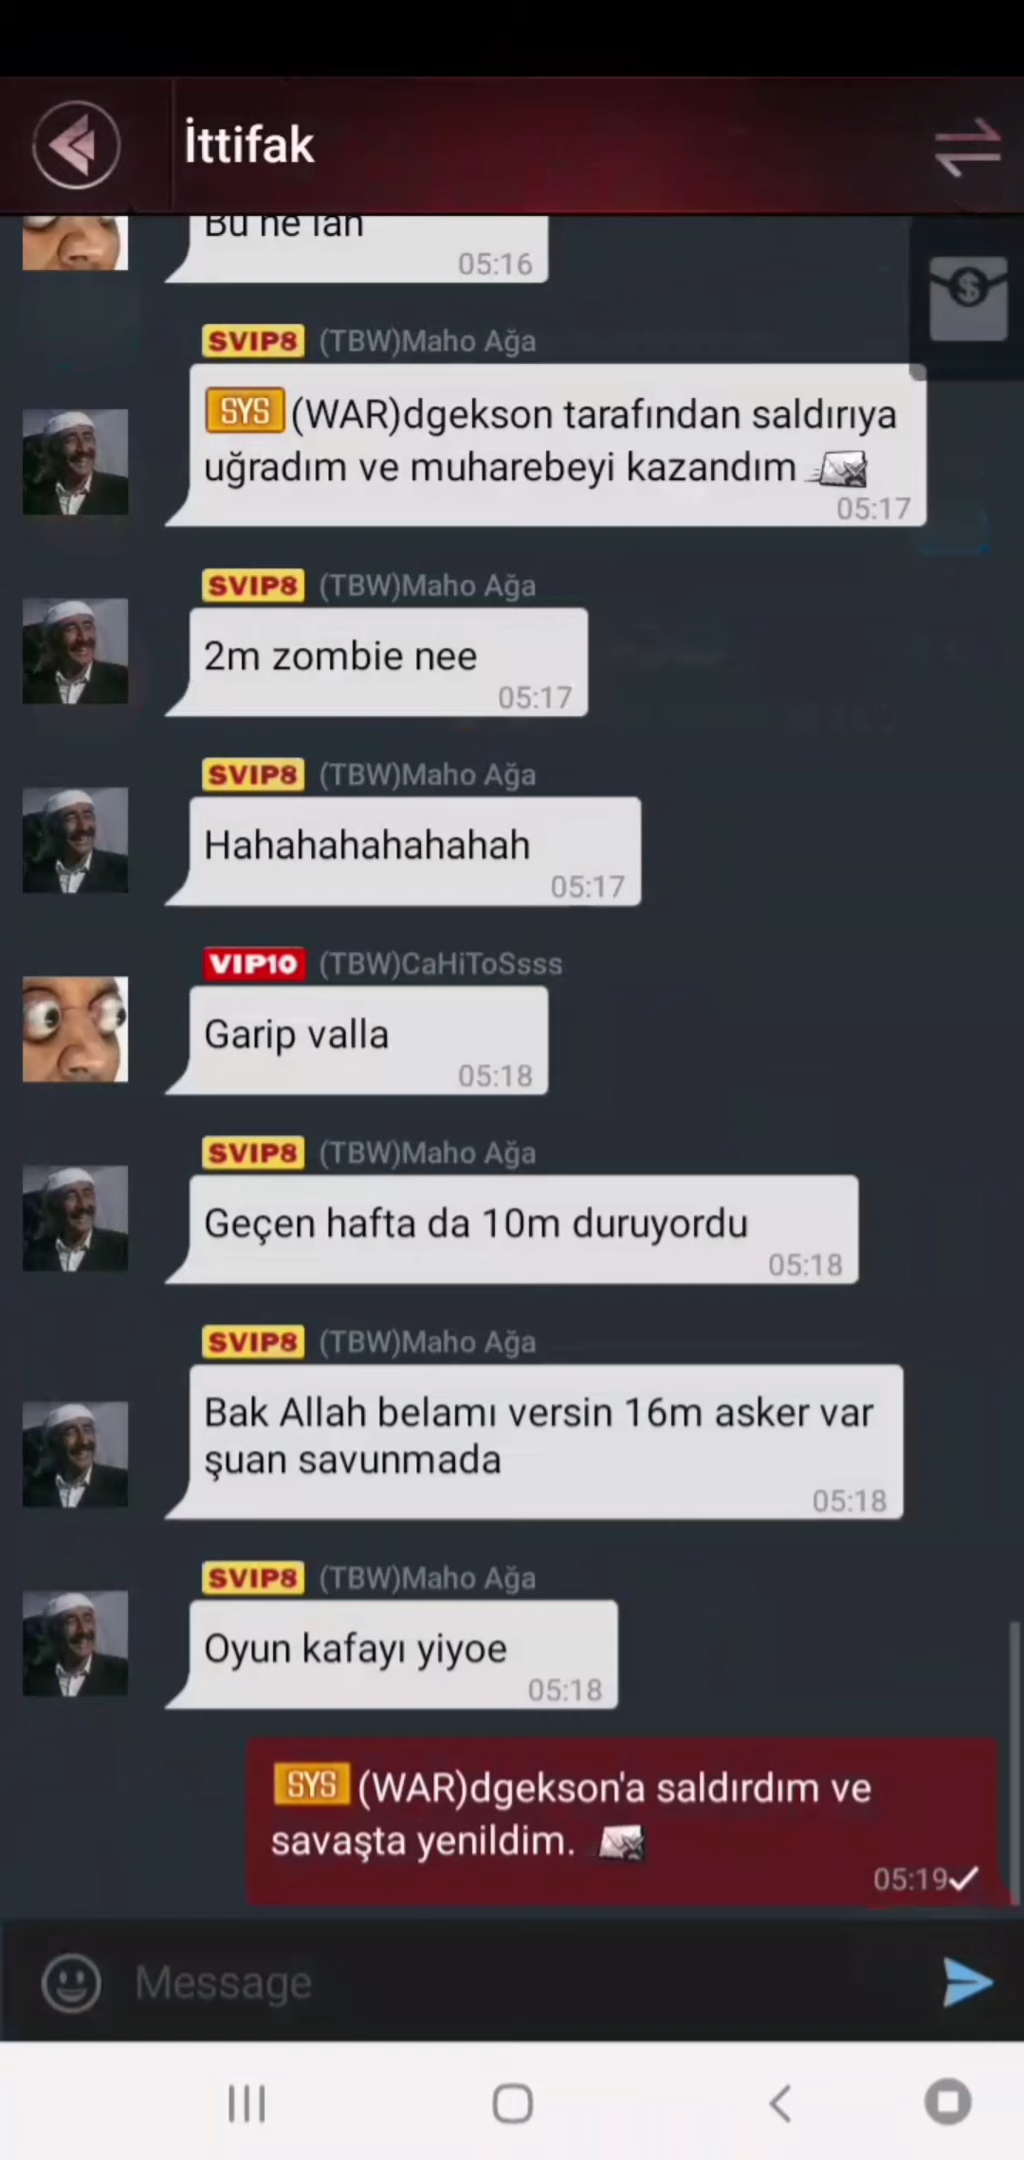 İttifak
Bu ne lan
05:16
SVIP8 (TBW)Maho Ağa
SYS (WAR)dgekson tarafından saldırıya
uğradım ve muharebeyi kazandım
05:17
SVIP8 (TBW)Maho Ağa
2m zombie nee
05:17
SVIP8 (TBW)Maho Ağa
Hahahahahahahah
05:17
VIP10 (TBW)CaHiToSsss
Garip valla
05:18
SVIP8 (TBW)Maho Ağa
Geçen hafta da 10m duruyordu
05:18
SVIP8 (TBW)Maho Ağa
Bak Allah belamı versin 16m asker var
şuan savunmada
05:18
SVIP8 (TBW)Maho Ağa
Oyun kafayı yiyoe
05:18
SYS (WAR)dgekson'a saldırdım ve
savaşta yenildim.
05:19
Message